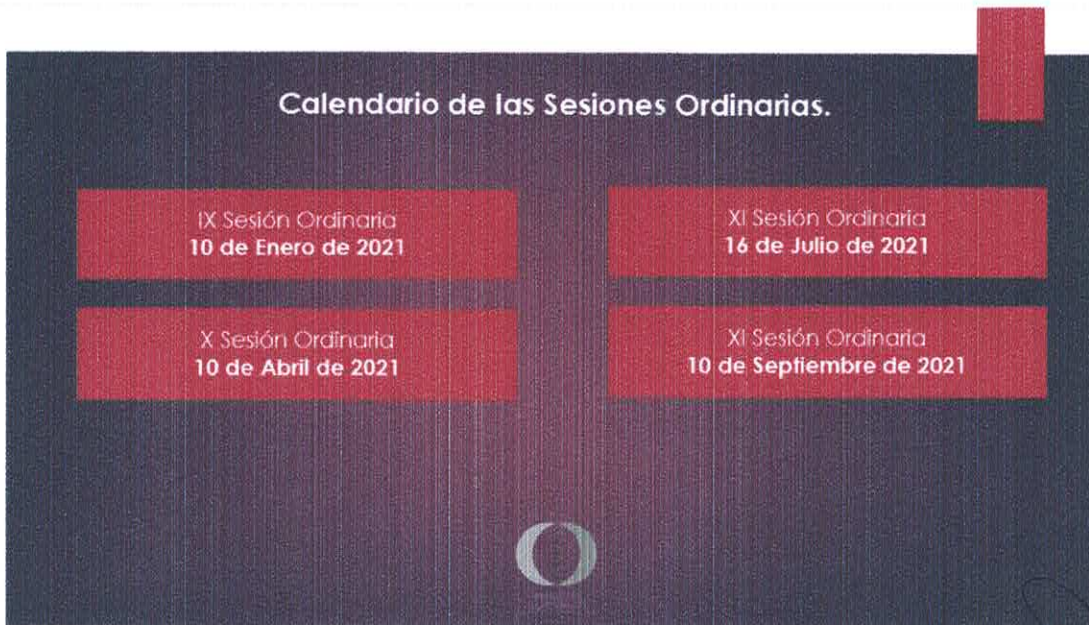 Calendario de las Sesiones Ordinarias.
IX Sesión Ordinaria
10 de Enero de 2021
X Sesión Ordinaria
10 de Abril de 2021
XI Sesión Ordinaria
16 de Julio de 2021
XI Sesión Ordinaria
10 de Septiembre de 2021